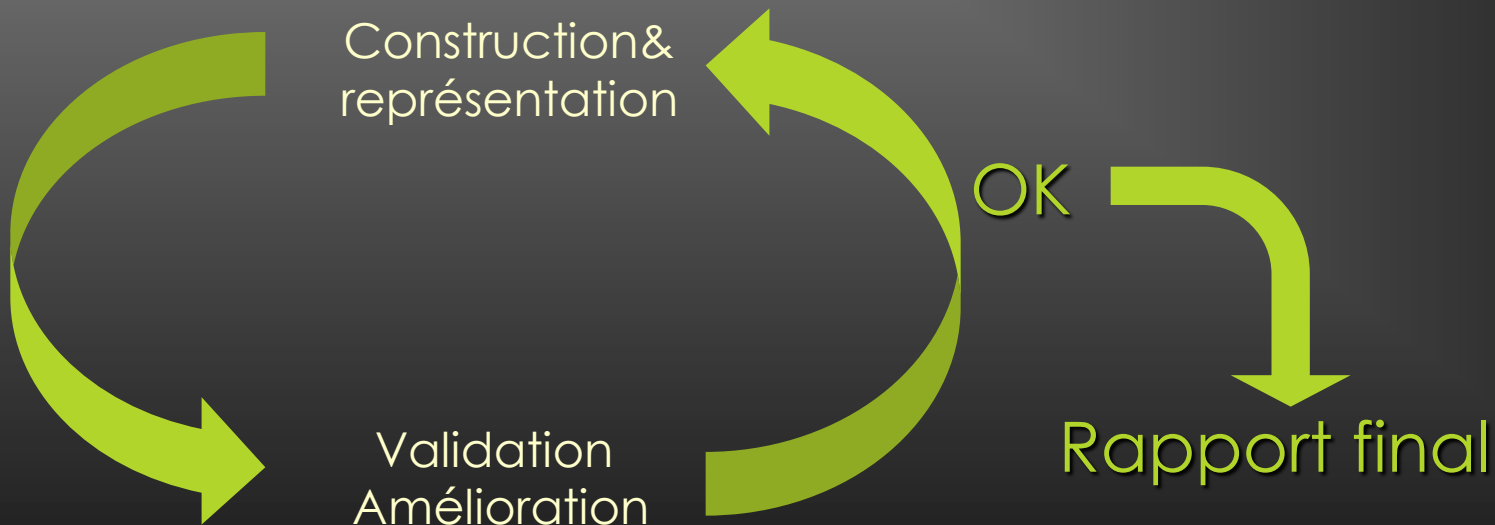 Construction&
représentation
OK
Rapport final
Validation
Amélioration